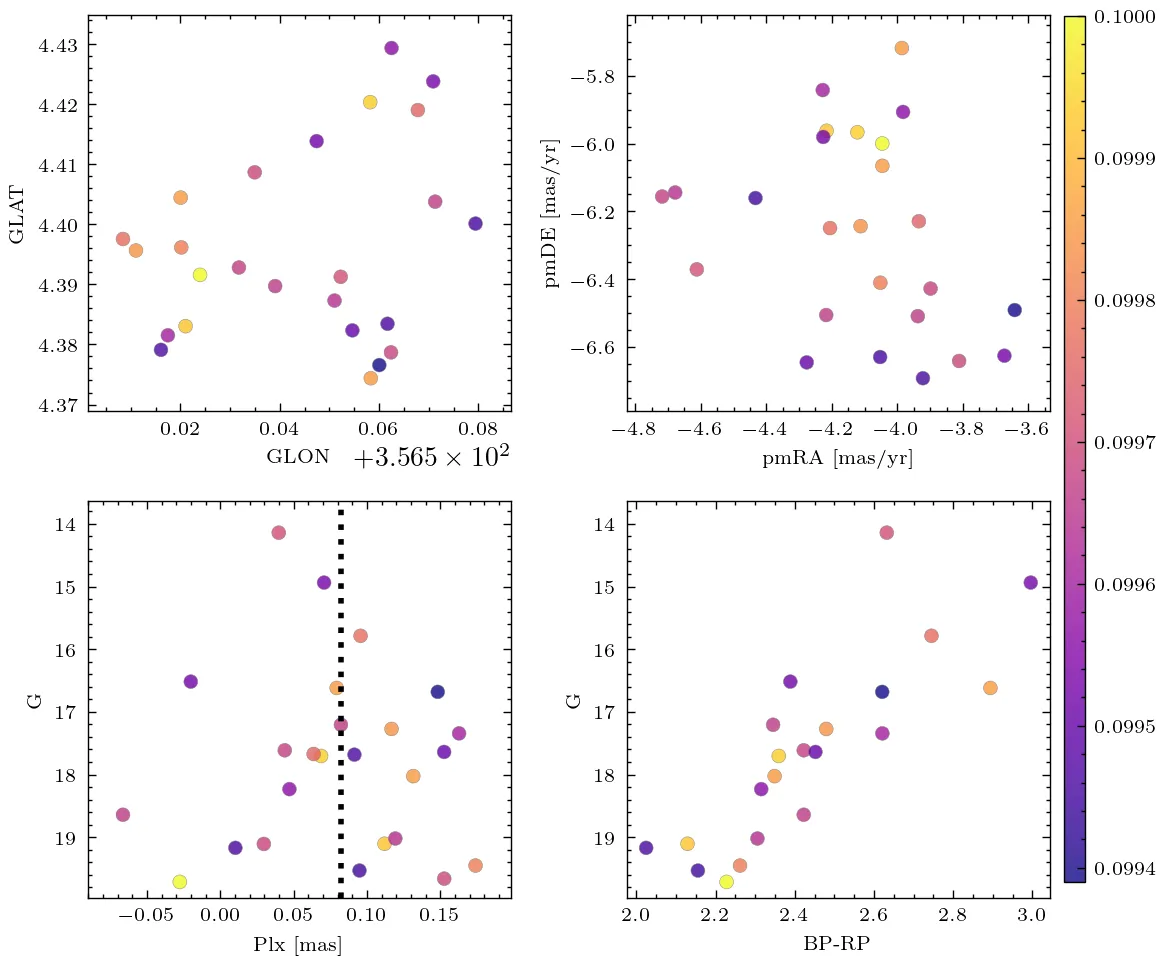 4.43
4.42
4.41
4.40
4.39
4.38
4.37
GLAT
0.02 0.04 0.06 0.08
GLON +3.565 × 10²
−5.8
−6.0
−6.2
−6.4
−6.6
pmDE [mas/yr]
−4.8 −4.6 −4.4 −4.2 −4.0 −3.8 −3.6
pmRA [mas/yr]
0.1000
0.0999
0.0998
0.0997
0.0996
0.0995
0.0994
14
15
16
17
18
19
G
−0.05 0.00 0.05 0.10 0.15
Plx [mas]
14
15
16
17
18
19
G
2.0 2.2 2.4 2.6 2.8 3.0
BP-RP